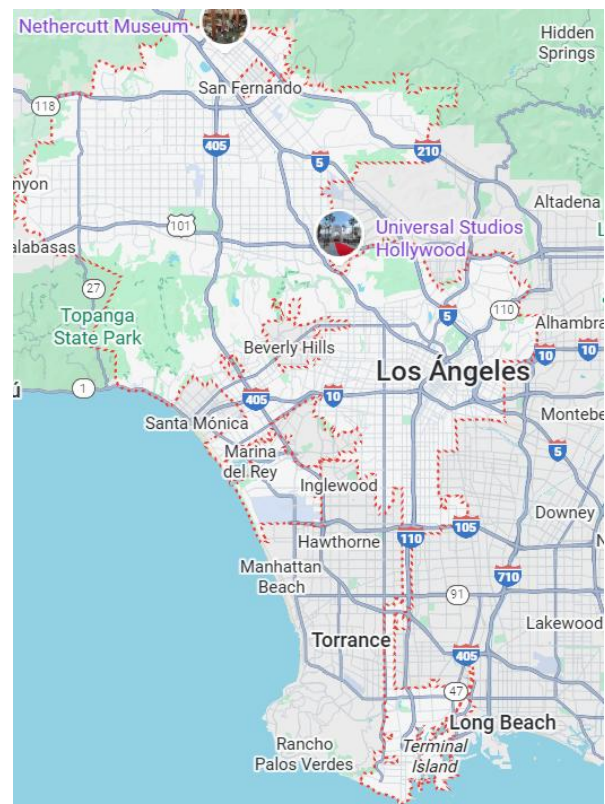 Nethercutt Museum
Hidden
Springs
San Fernando
118
405
5
210
nyon
101
Universal Studios
Hollywood
Altadena
L
alabasas
27
Topanga
State Park
5
110
Beverly Hills
Alhambra
10
10
Los Ángeles
ú
1
405
10
Santa Mónica
Montebe
Marina
del Rey
5
Inglewood
Downey
105
110
Hawthorne
N
Manhattan
Beach
710
91
Lakewood
Torrance
405
47
Long Beach
Rancho
Palos Verdes
Terminal
Island